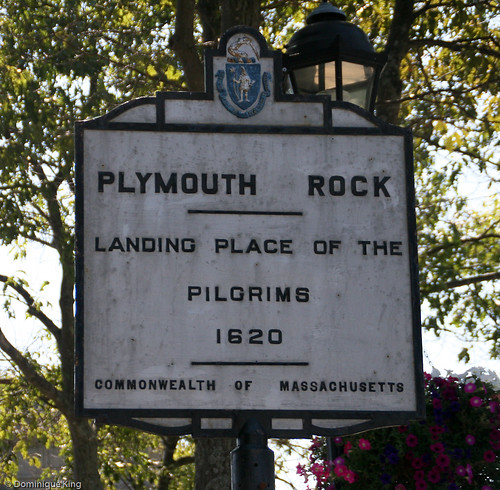 PLYMOUTH ROCK
LANDING PLACE OF THE
PILGRIMS
1620
COMMONWEALTH OF MASSACHUSETTS
© Dominique King